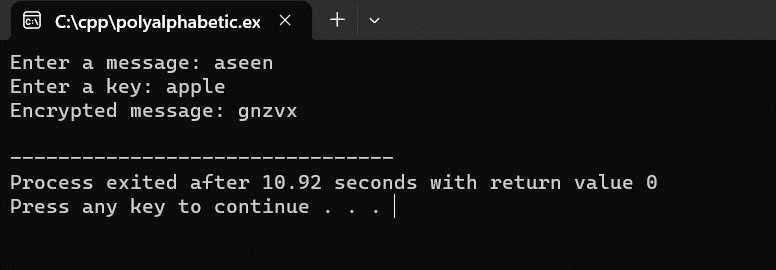 C:\cpp\polyalphabetic.ex
Enter a message: aseen
Enter a key: apple
Encrypted message: gnzvx
--------------------------------
Process exited after 10.92 seconds with return value 0
Press any key to continue . . .